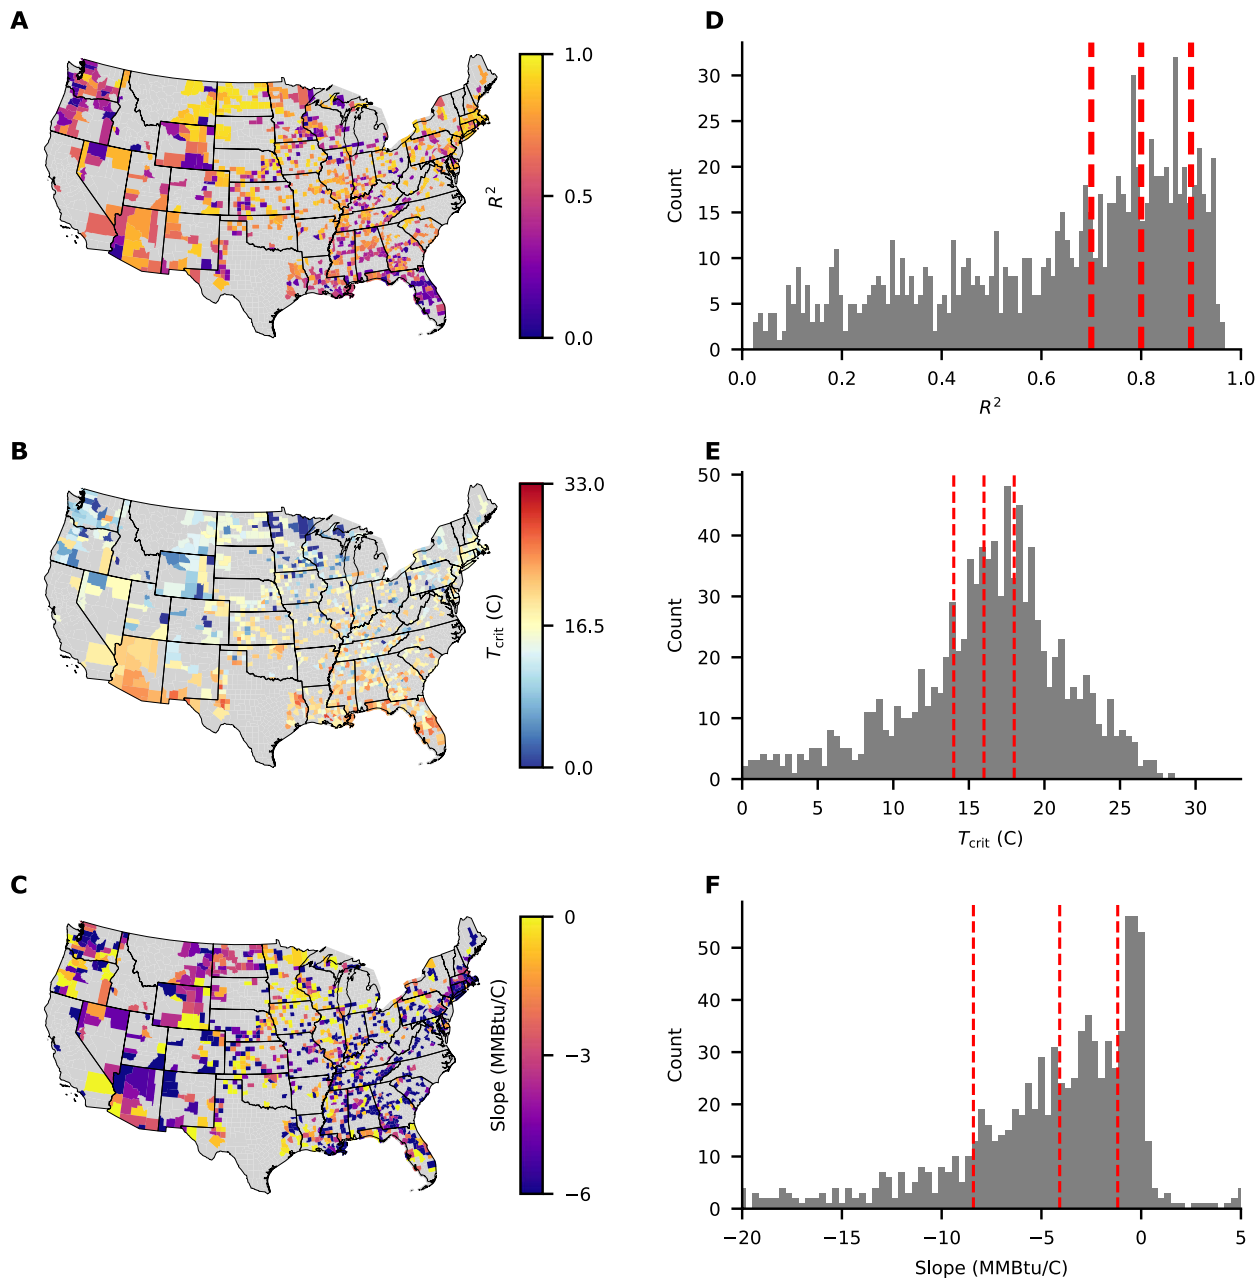 A
1.0
0.5
0.0
R²
D
30
25
20
15
10
5
0
Count
0.0 0.2 0.4 0.6 0.8 1.0
R²
B
33.0
16.5
0.0
T_crit (C)
E
50
40
30
20
10
0
Count
0 5 10 15 20 25 30
T_crit (C)
C
0
−3
−6
Slope (MMBtu/C)
F
50
40
30
20
10
0
Count
−20 −15 −10 −5 0 5
Slope (MMBtu/C)